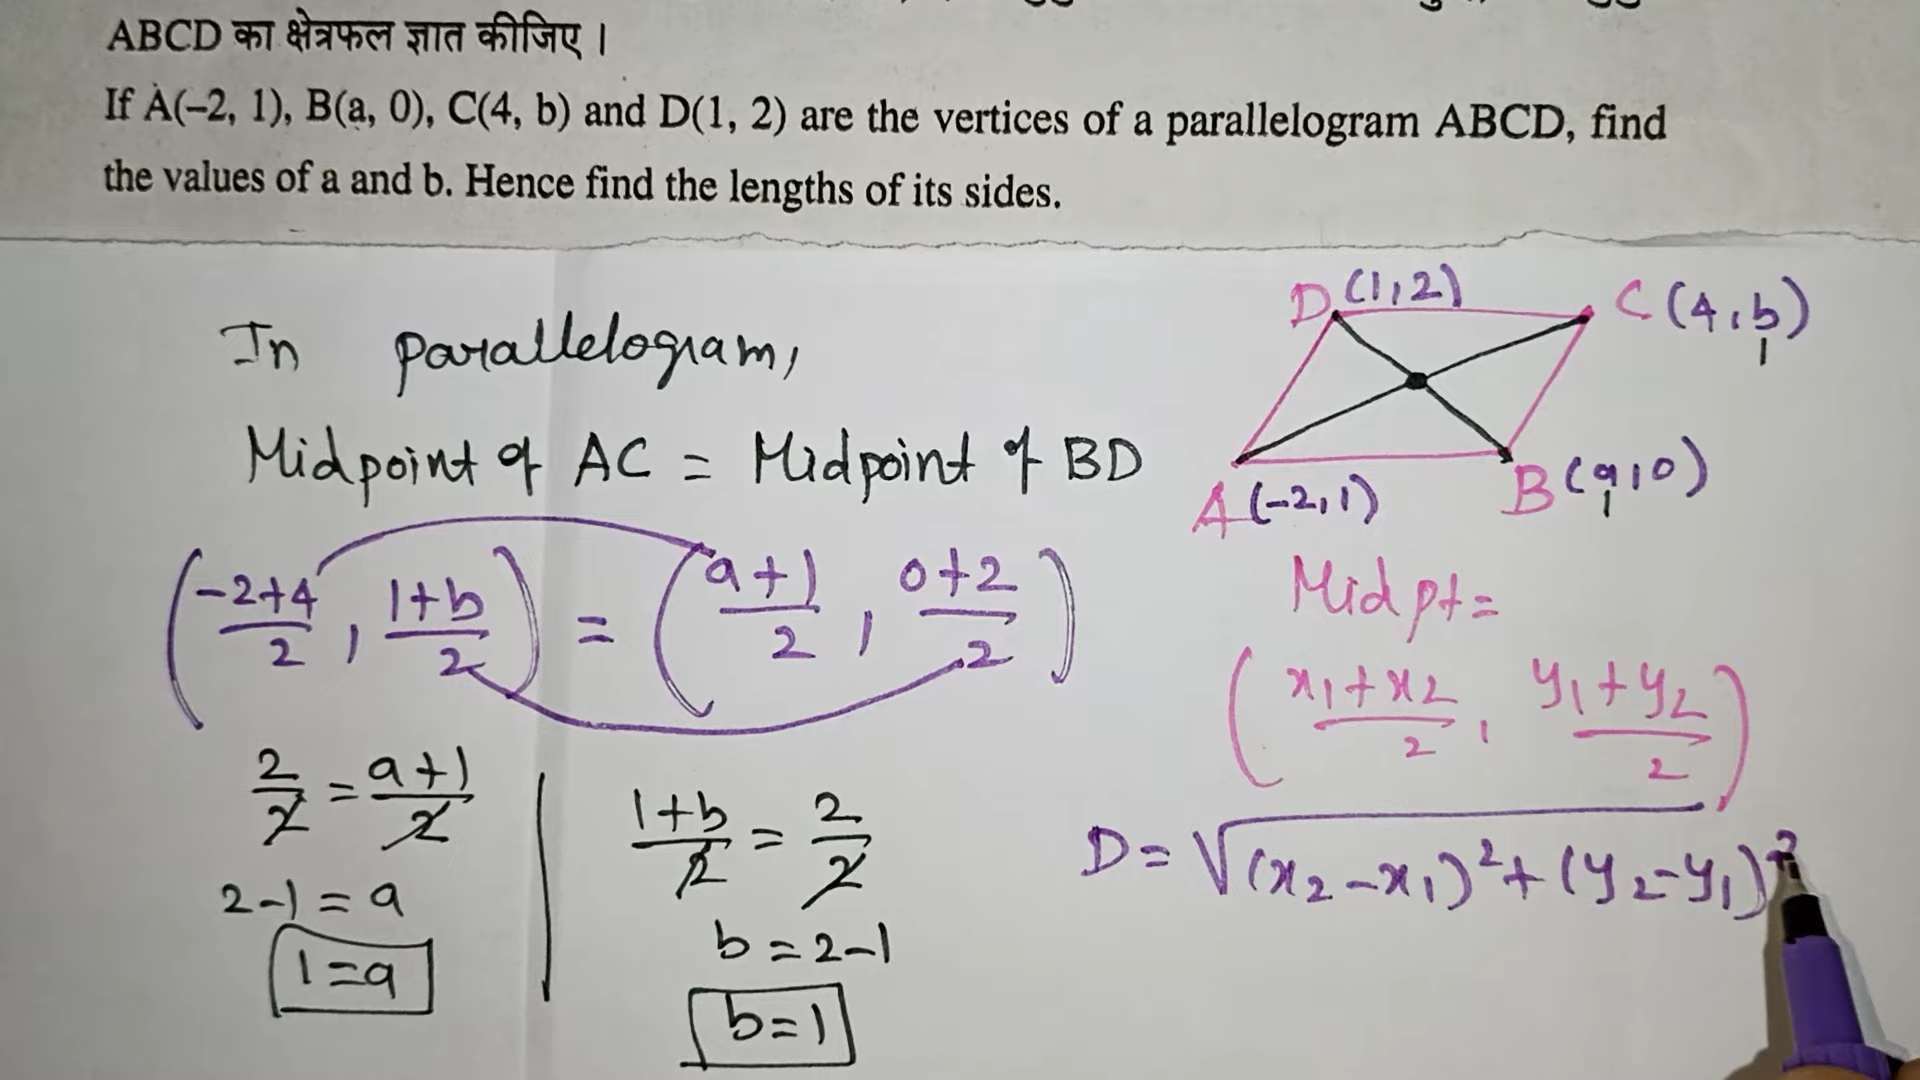 ABCD का क्षेत्रफल ज्ञात कीजिए ।
If A(–2, 1), B(a, 0), C(4, b) and D(1, 2) are the vertices of a parallelogram ABCD, find
the values of a and b. Hence find the lengths of its sides.
In parallelogram,
Midpoint of AC = Midpoint of BD
(-2+4/2 , 1+b/2) = (a+1/2 , 0+2/2)
2/2 = a+1/2
2-1 = a
1=a
1+b/2 = 2/2
b = 2-1
b=1
D (1,2)
C (4,b)
1
A (-2,1)
B (a,0)
1
Mid pt =
(x1+x2/2 , y1+y2/2)
D = √(x2-x1)²+(y2-y1)²